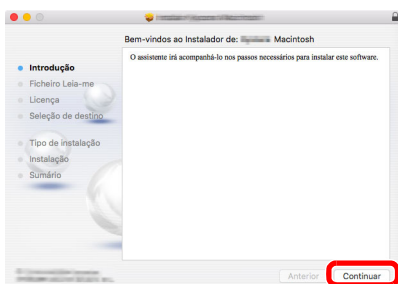 Bem-vindos ao Instalador de: Macintosh
O assistente irá acompanhá-lo nos passos necessários para instalar este software.
Introdução
Ficheiro Leia-me
Licença
Seleção de destino
Tipo de instalação
Instalação
Sumário
Anterior
Continuar